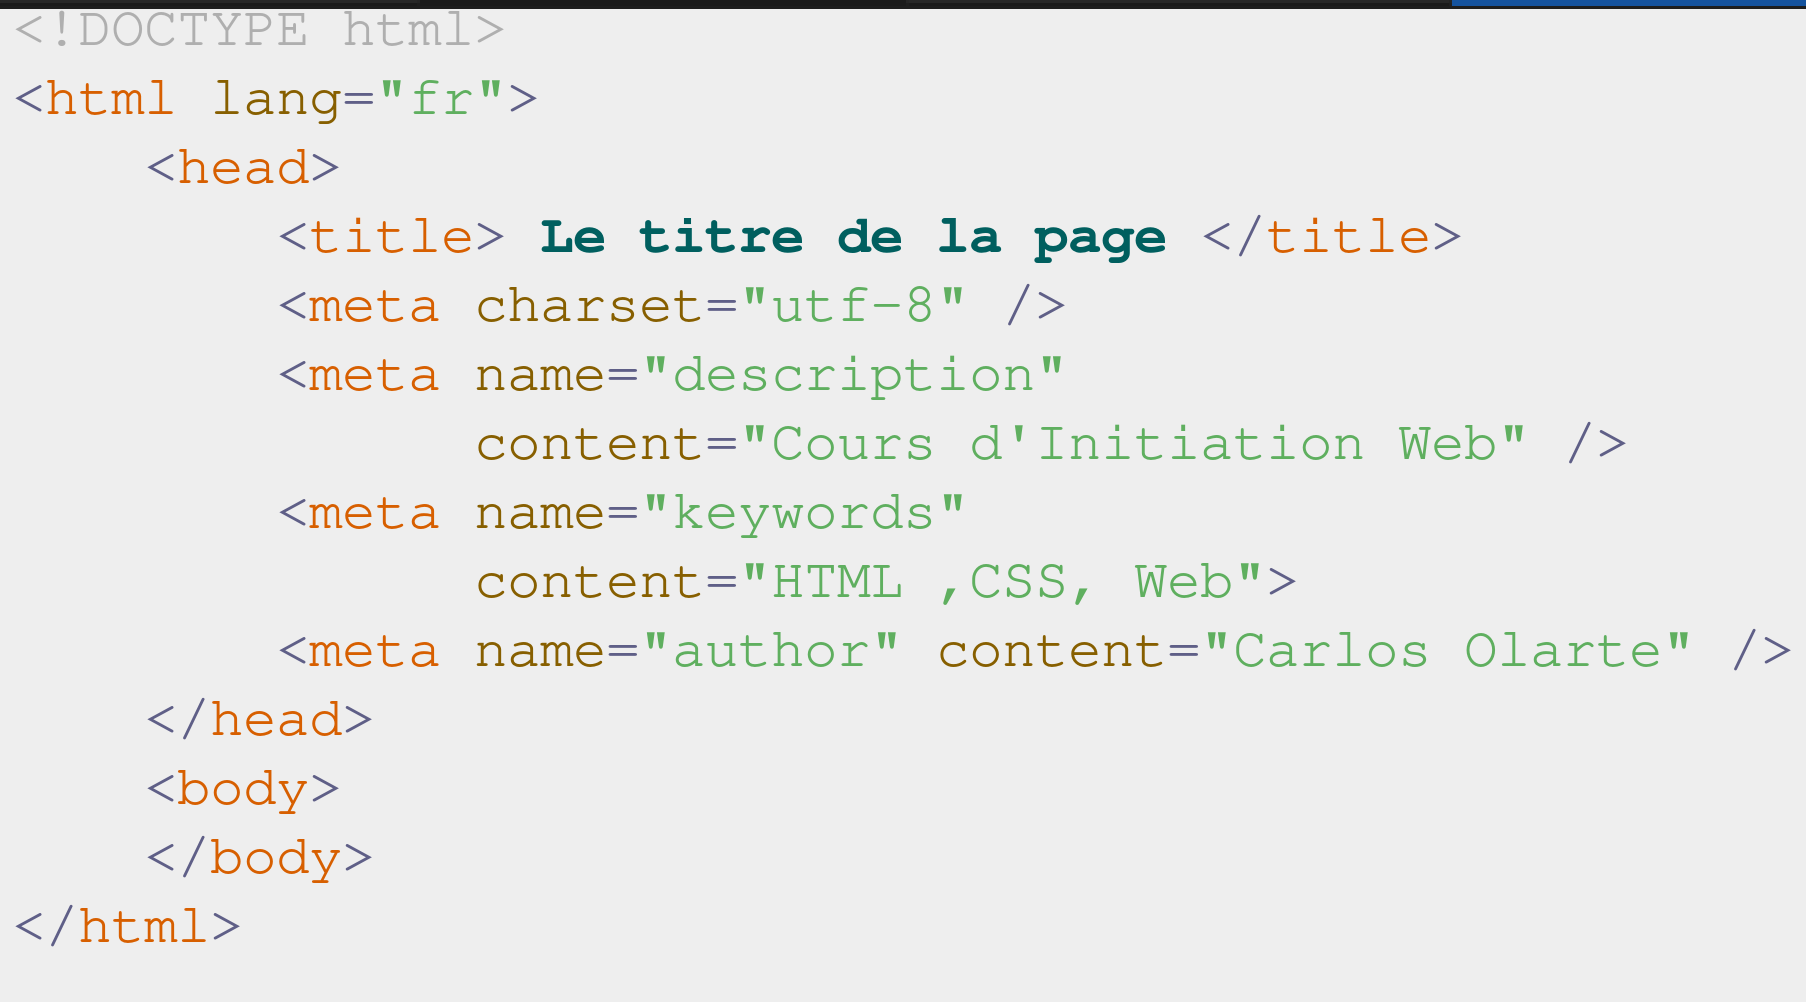 <!DOCTYPE html>
<html lang="fr">
    <head>
        <title> Le titre de la page </title>
        <meta charset="utf-8" />
        <meta name="description"
              content="Cours d'Initiation Web" />
        <meta name="keywords"
              content="HTML ,CSS, Web">
        <meta name="author" content="Carlos Olarte" />
    </head>
    <body>
    </body>
</html>